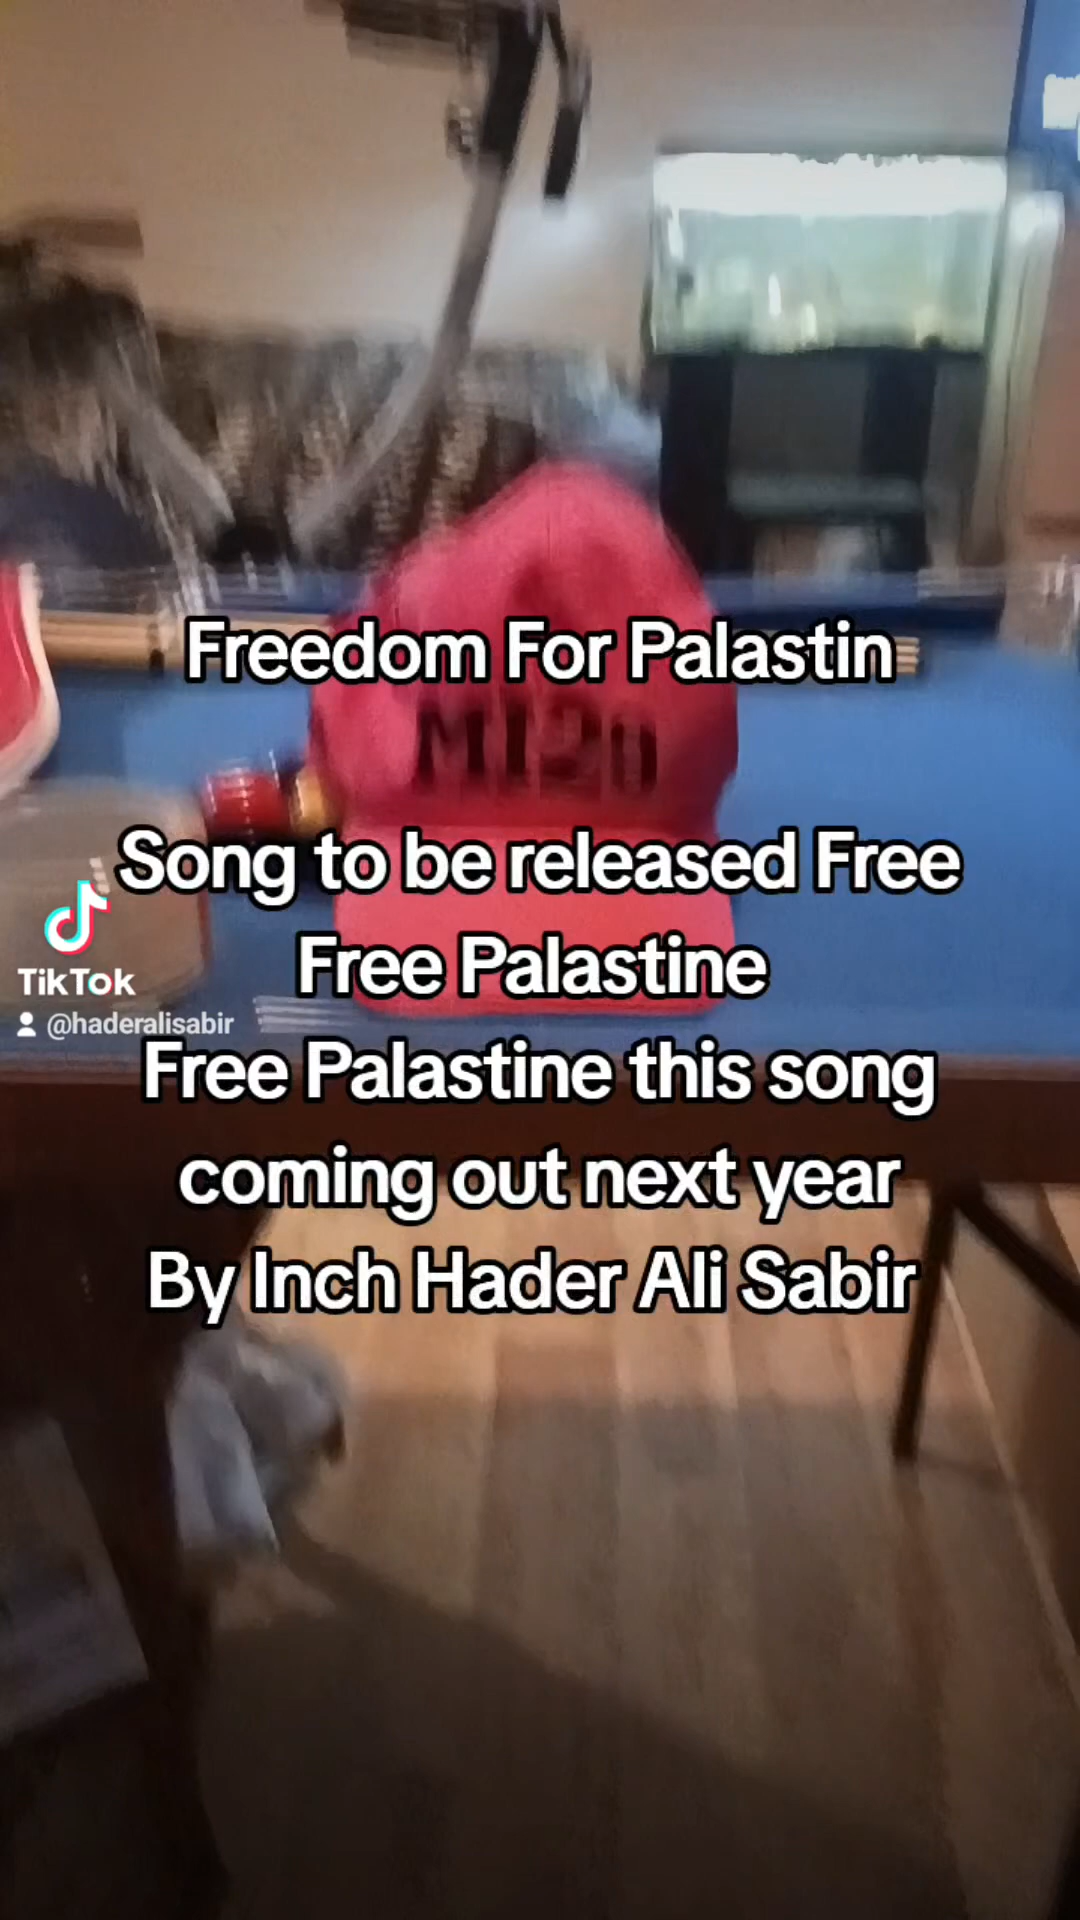 Freedom For Palastin
MI20
Song to be released Free
Free Palastine
TikTok
@haderalisabir
Free Palastine this song
coming out next year
By Inch Hader Ali Sabir